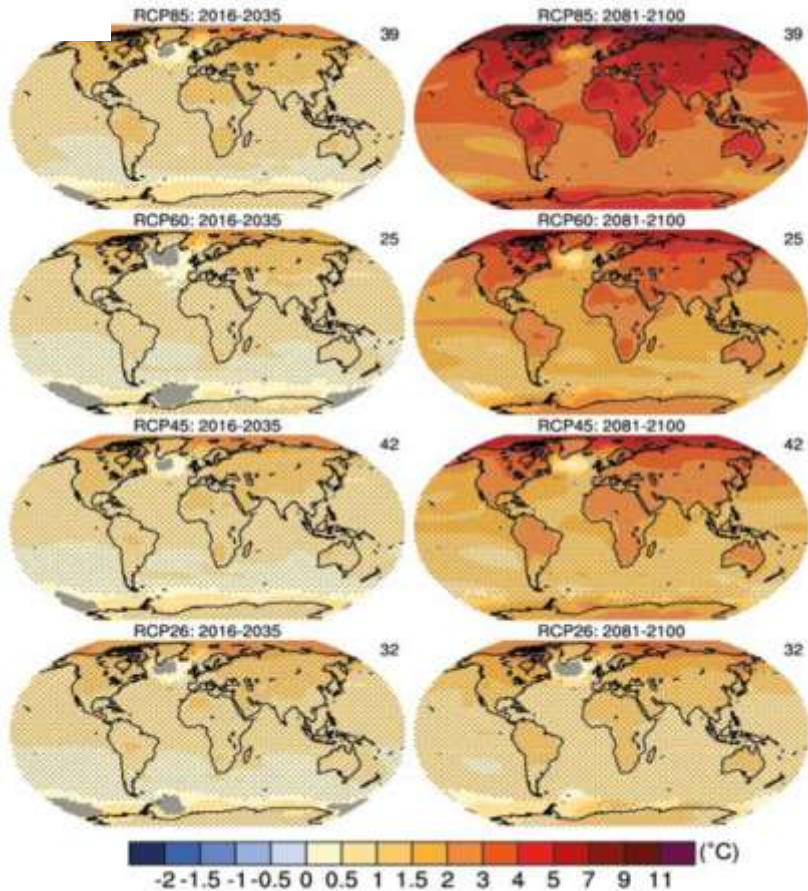 RCP85: 2016-2035
39
RCP85: 2081-2100
39
RCP60: 2016-2035
25
RCP60: 2081-2100
25
RCP45: 2016-2035
42
RCP45: 2081-2100
42
RCP26: 2016-2035
32
RCP26: 2081-2100
32
(°C)
-2 -1.5 -1 -0.5 0 0.5 1 1.5 2 3 4 5 7 9 11